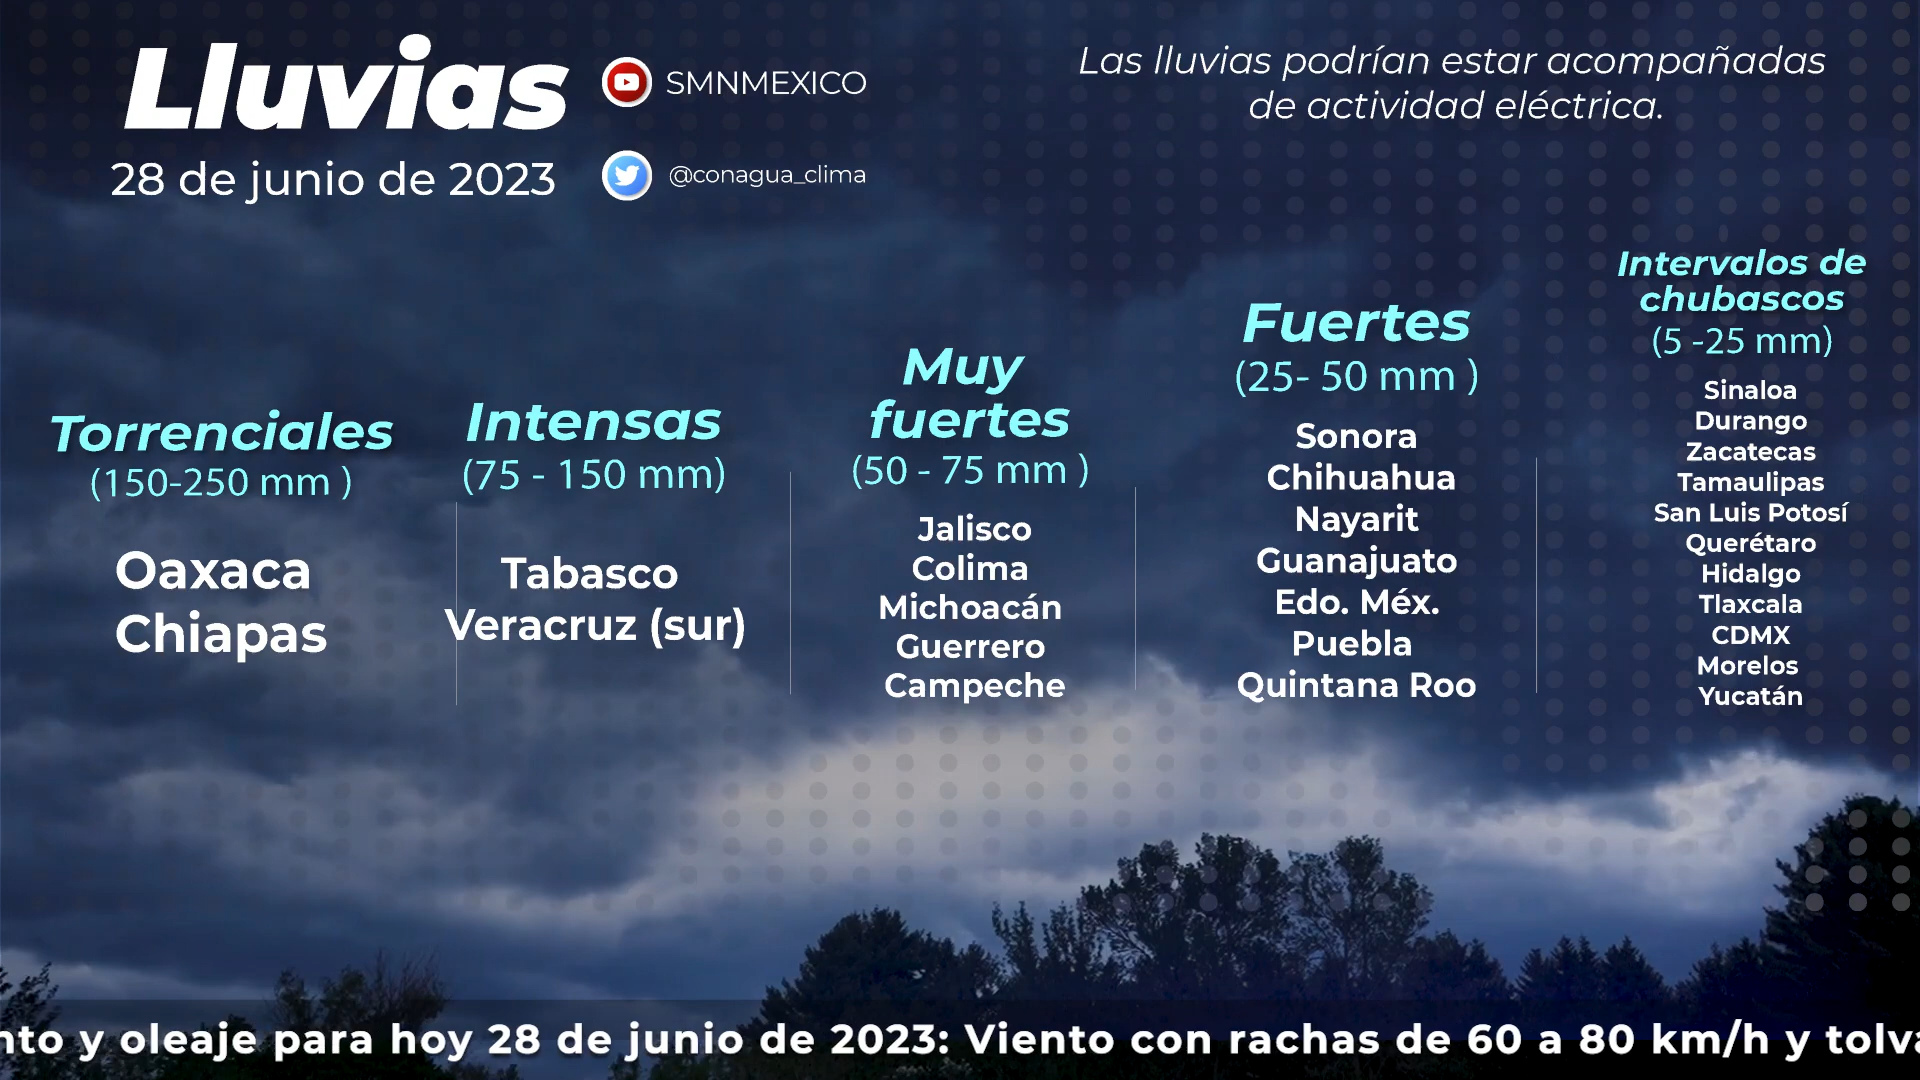 Lluvias
28 de junio de 2023
SMNMEXICO
@conagua_clima
Las lluvias podrían estar acompañadas
de actividad eléctrica.
Torrenciales
(150-250 mm )
Oaxaca
Chiapas
Intensas
(75 - 150 mm)
Tabasco
Veracruz (sur)
Muy
fuertes
(50 - 75 mm )
Jalisco
Colima
Michoacán
Guerrero
Campeche
Fuertes
(25- 50 mm )
Sonora
Chihuahua
Nayarit
Guanajuato
Edo. Méx.
Puebla
Quintana Roo
Intervalos de
chubascos
(5 -25 mm)
Sinaloa
Durango
Zacatecas
Tamaulipas
San Luis Potosí
Querétaro
Hidalgo
Tlaxcala
CDMX
Morelos
Yucatán
y oleaje para hoy 28 de junio de 2023: Viento con rachas de 60 a 80 km/h y